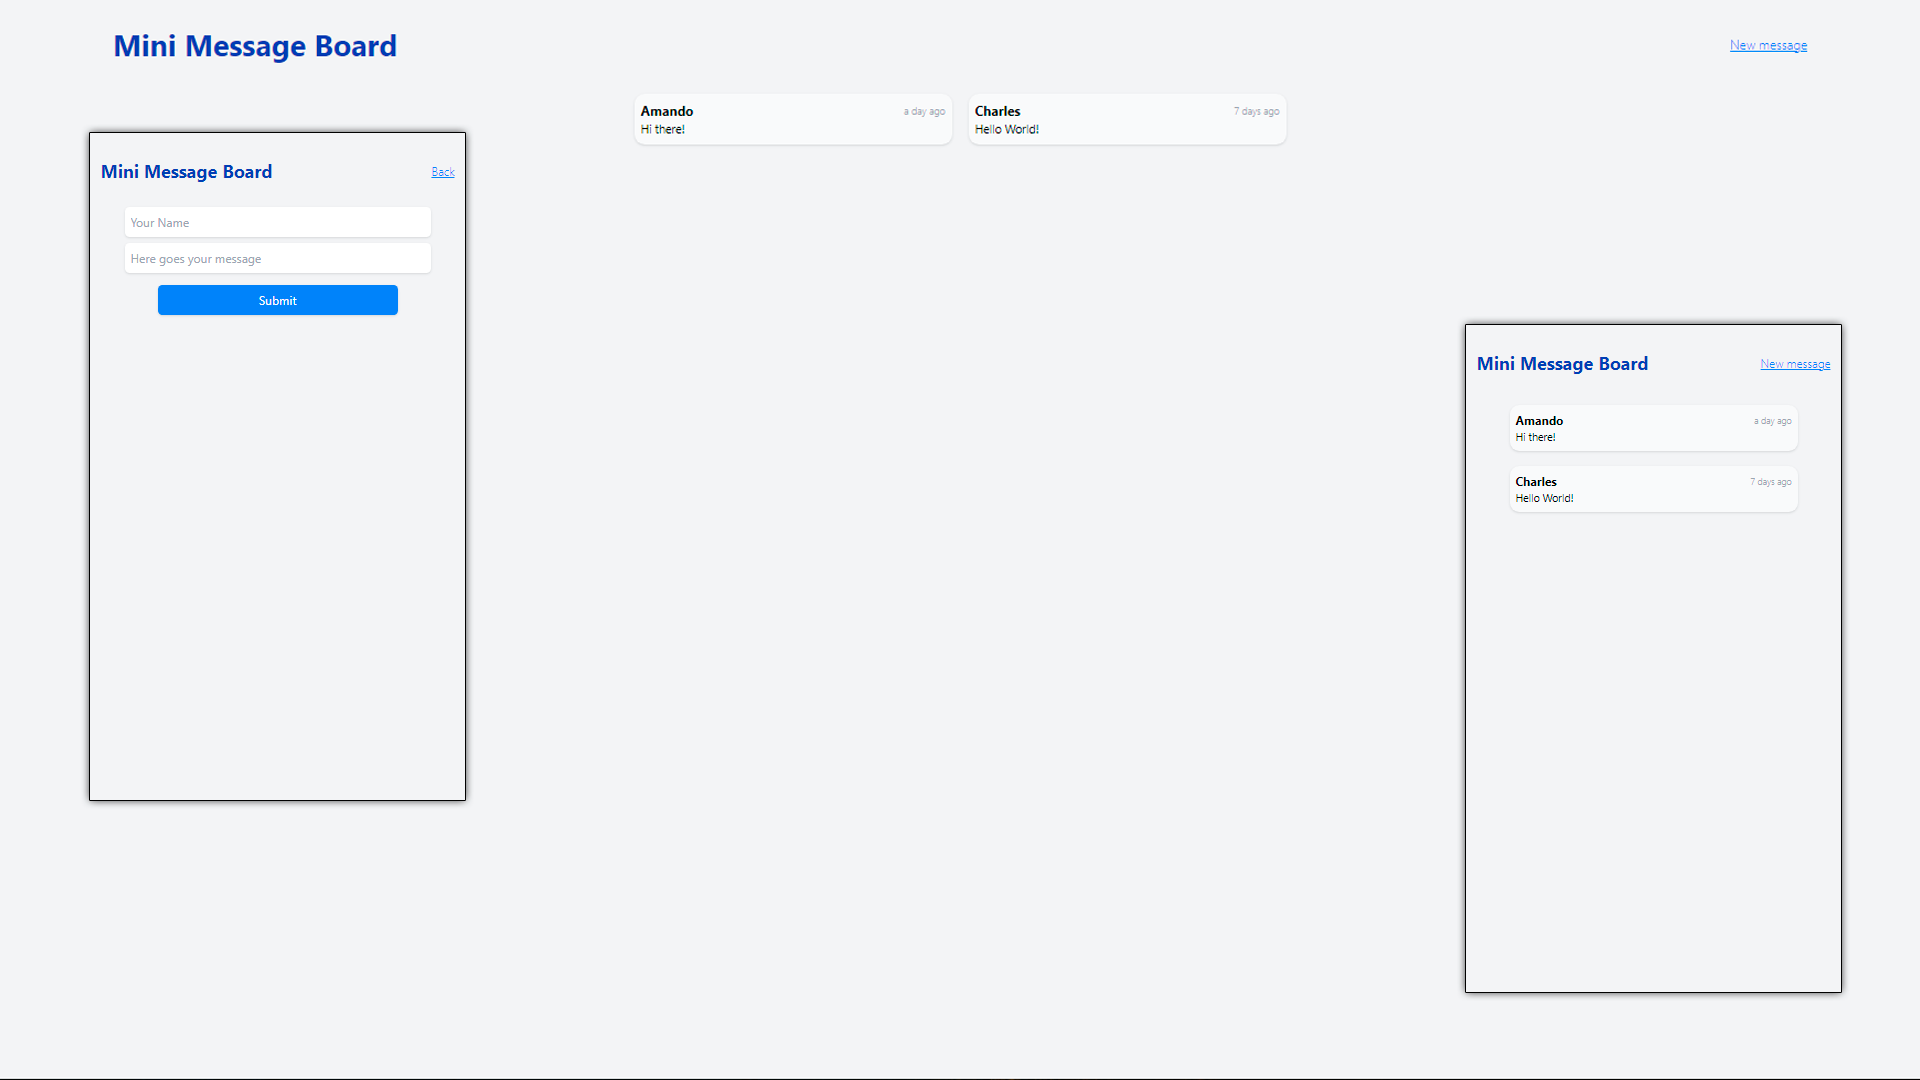 Mini Message Board
New message
Amando
a day ago
Hi there!
Charles
7 days ago
Hello World!
Mini Message Board
Back
Your Name
Here goes your message
Submit
Mini Message Board
New message
Amando
a day ago
Hi there!
Charles
7 days ago
Hello World!